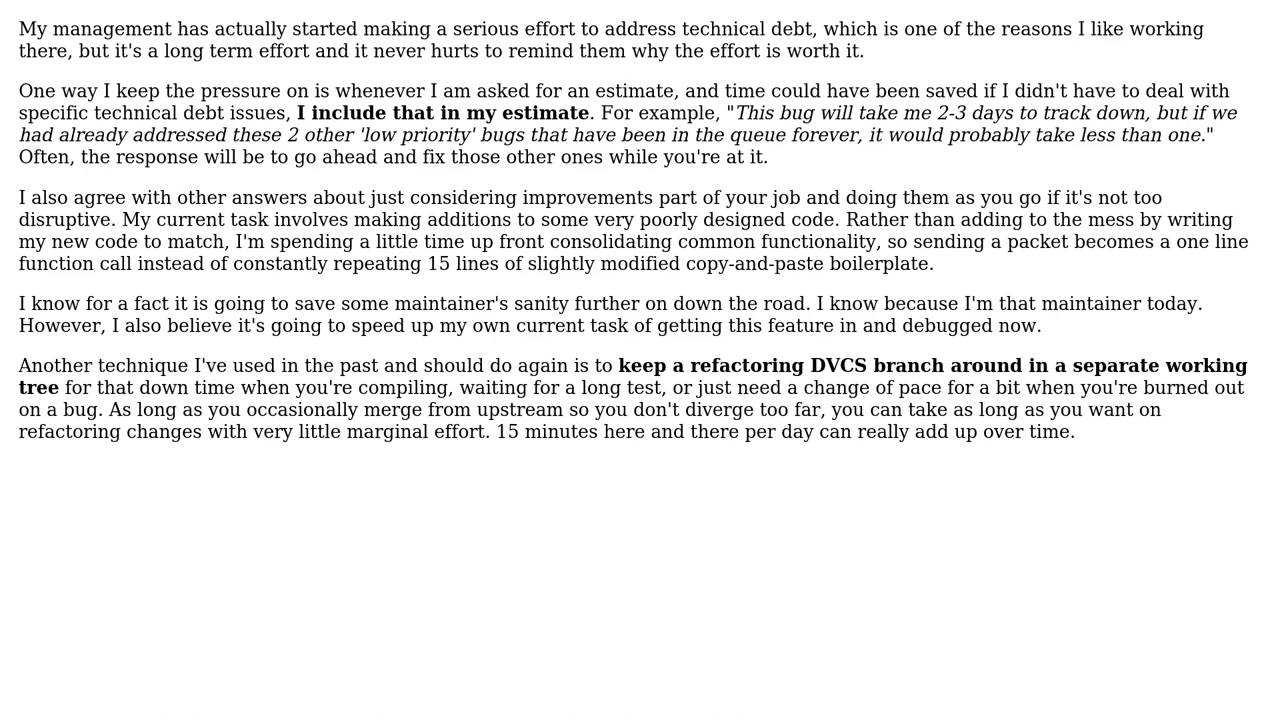 My management has actually started making a serious effort to address technical debt, which is one of the reasons I like working
there, but it's a long term effort and it never hurts to remind them why the effort is worth it.
One way I keep the pressure on is whenever I am asked for an estimate, and time could have been saved if I didn't have to deal with
specific technical debt issues, I include that in my estimate. For example, "This bug will take me 2-3 days to track down, but if we
had already addressed these 2 other 'low priority' bugs that have been in the queue forever, it would probably take less than one."
Often, the response will be to go ahead and fix those other ones while you're at it.
I also agree with other answers about just considering improvements part of your job and doing them as you go if it's not too
disruptive. My current task involves making additions to some very poorly designed code. Rather than adding to the mess by writing
my new code to match, I'm spending a little time up front consolidating common functionality, so sending a packet becomes a one line
function call instead of constantly repeating 15 lines of slightly modified copy-and-paste boilerplate.
I know for a fact it is going to save some maintainer's sanity further on down the road. I know because I'm that maintainer today.
However, I also believe it's going to speed up my own current task of getting this feature in and debugged now.
Another technique I've used in the past and should do again is to keep a refactoring DVCS branch around in a separate working
tree for that down time when you're compiling, waiting for a long test, or just need a change of pace for a bit when you're burned out
on a bug. As long as you occasionally merge from upstream so you don't diverge too far, you can take as long as you want on
refactoring changes with very little marginal effort. 15 minutes here and there per day can really add up over time.